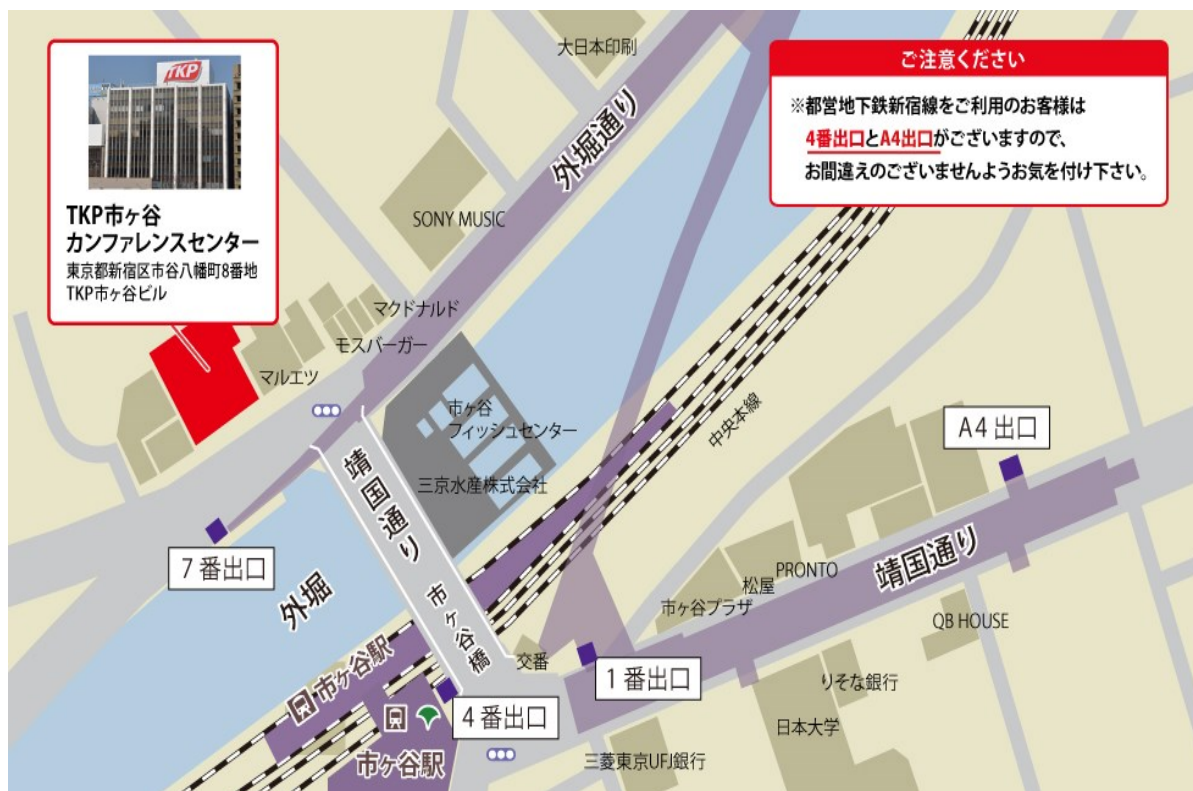 TKP
TKP市ヶ谷
カンファレンスセンター
東京都新宿区市谷八幡町8番地
TKP市ヶ谷ビル
ご注意ください
※都営地下鉄新宿線をご利用のお客様は
4番出口とA4出口がございますので、
お間違えのございませんようお気を付け下さい。
大日本印刷
外堀通り
SONY MUSIC
マクドナルド
モスバーガー
マルエツ
市ヶ谷
フィッシュセンター
三京水産株式会社
中央本線
A4 出口
靖国通り
7 番出口
外堀
市ヶ谷橋
靖国通り
PRONTO
松屋
市ヶ谷プラザ
QB HOUSE
交番
1 番出口
りそな銀行
日本大学
市ヶ谷駅
4 番出口
市ヶ谷駅
三菱東京UFJ銀行